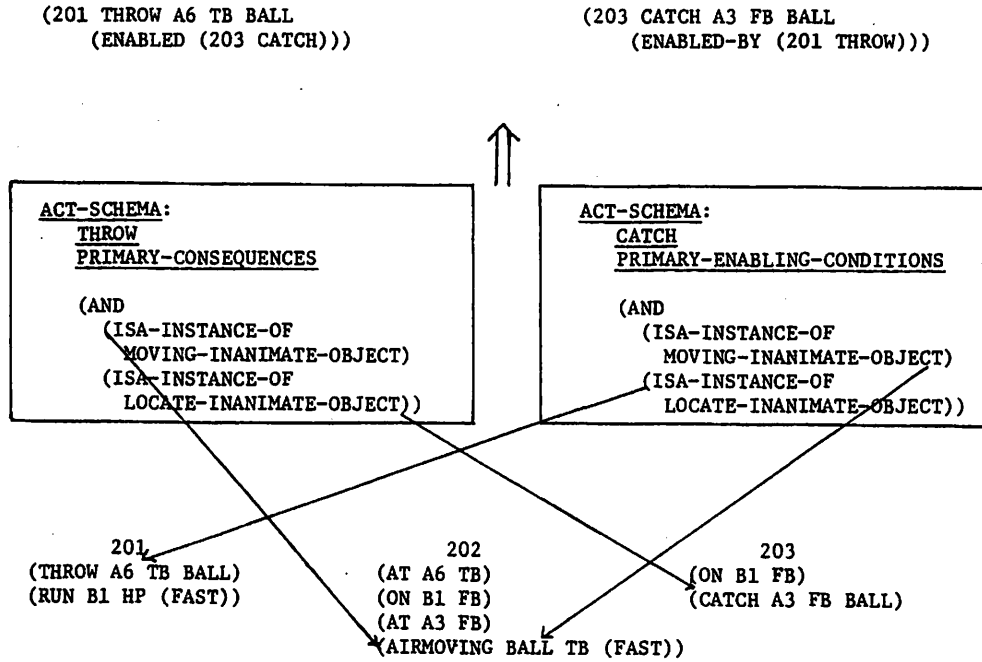 (201 THROW A6 TB BALL
(ENABLED (203 CATCH)))
(203 CATCH A3 FB BALL
(ENABLED-BY (201 THROW)))
ACT-SCHEMA:
THROW
PRIMARY-CONSEQUENCES
(AND
(ISA-INSTANCE-OF
MOVING-INANIMATE-OBJECT)
(ISA-INSTANCE-OF
LOCATE-INANIMATE-OBJECT))
ACT-SCHEMA:
CATCH
PRIMARY-ENABLING-CONDITIONS
(AND
(ISA-INSTANCE-OF
MOVING-INANIMATE-OBJECT)
(ISA-INSTANCE-OF
LOCATE-INANIMATE-OBJECT))
201
(THROW A6 TB BALL)
(RUN B1 HP (FAST))
202
(AT A6 TB)
(ON B1 FB)
(AT A3 FB)
(AIRMOVING BALL TB (FAST))
203
(ON B1 FB)
(CATCH A3 FB BALL)